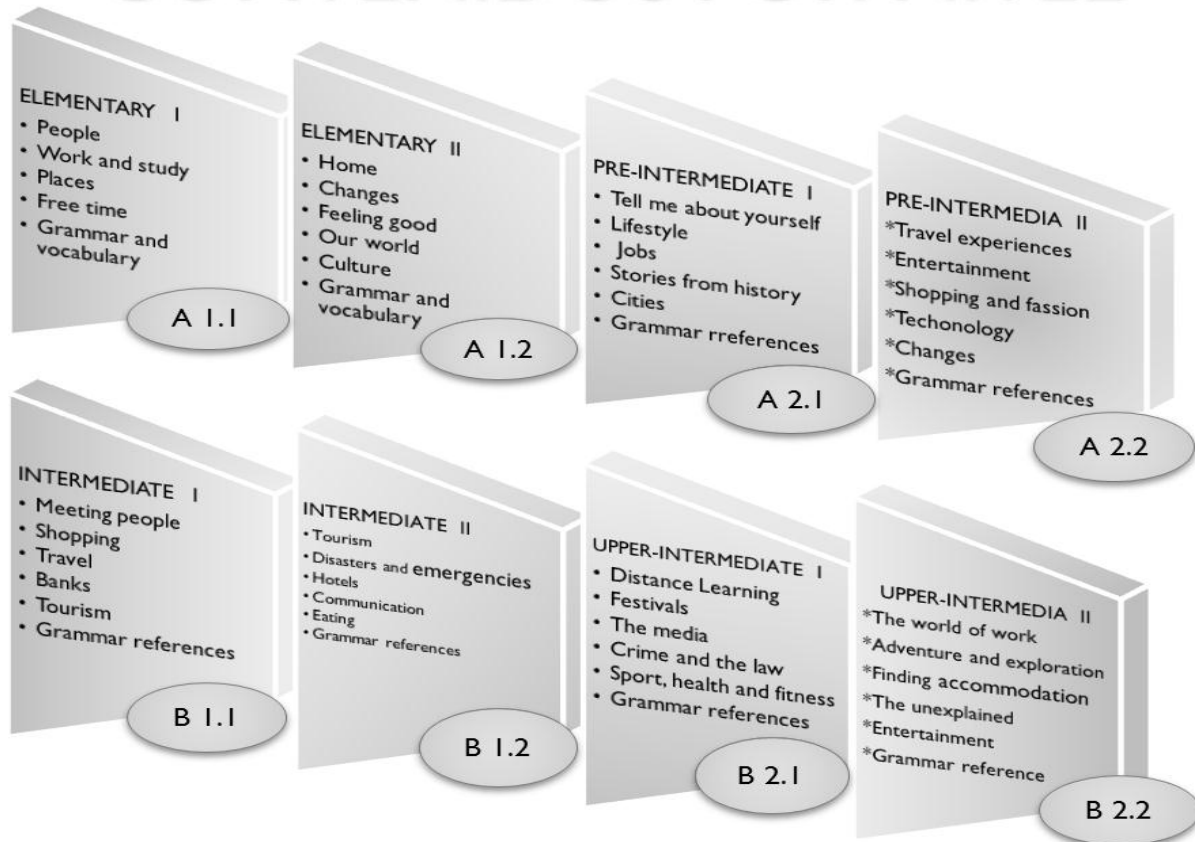 ELEMENTARY I
• People
• Work and study
• Places
• Free time
• Grammar and
vocabulary
A 1.1
ELEMENTARY II
• Home
• Changes
• Feeling good
• Our world
• Culture
• Grammar and
vocabulary
A 1.2
PRE-INTERMEDIATE I
• Tell me about yourself
• Lifestyle
• Jobs
• Stories from history
• Cities
• Grammar rreferences
A 2.1
PRE-INTERMEDIA II
*Travel experiences
*Entertainment
*Shopping and fassion
*Techonology
*Changes
*Grammar references
A 2.2
INTERMEDIATE I
• Meeting people
• Shopping
• Travel
• Banks
• Tourism
• Grammar references
B 1.1
INTERMEDIATE II
• Tourism
• Disasters and emergencies
• Hotels
• Communication
• Eating
• Grammar references
B 1.2
UPPER-INTERMEDIATE I
• Distance Learning
• Festivals
• The media
• Crime and the law
• Sport, health and fitness
• Grammar references
B 2.1
UPPER-INTERMEDIA II
*The world of work
*Adventure and exploration
*Finding accommodation
*The unexplained
*Entertainment
*Grammar reference
B 2.2